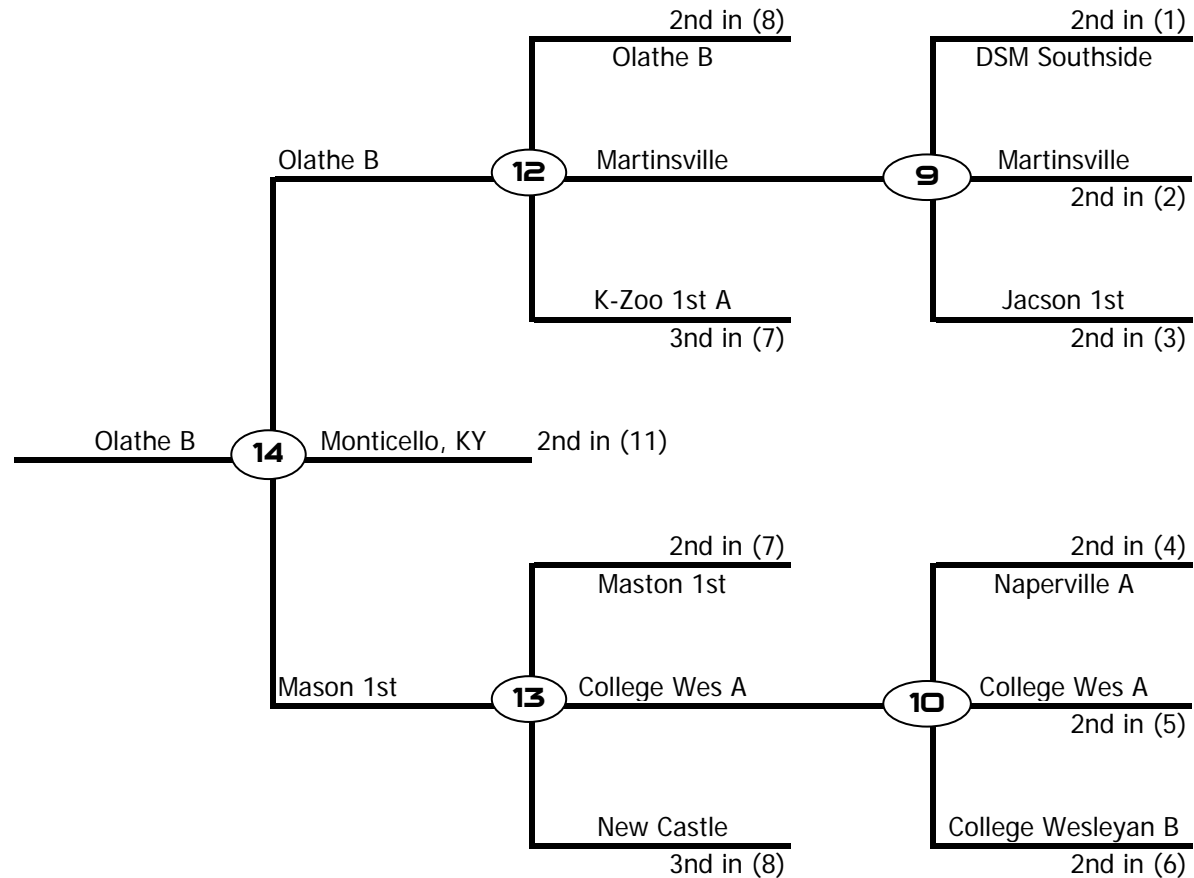 2nd in (8) 2nd in (1)
Olathe B DSM Southside
Olathe B 12 Martinsville 9 Martinsville
2nd in (2)
K-Zoo 1st A Jacson 1st
3nd in (7) 2nd in (3)
Olathe B 14 Monticello, KY 2nd in (11)
2nd in (7) 2nd in (4)
Maston 1st Naperville A
Mason 1st 13 College Wes A 10 College Wes A
2nd in (5)
New Castle College Wesleyan B
3nd in (8) 2nd in (6)